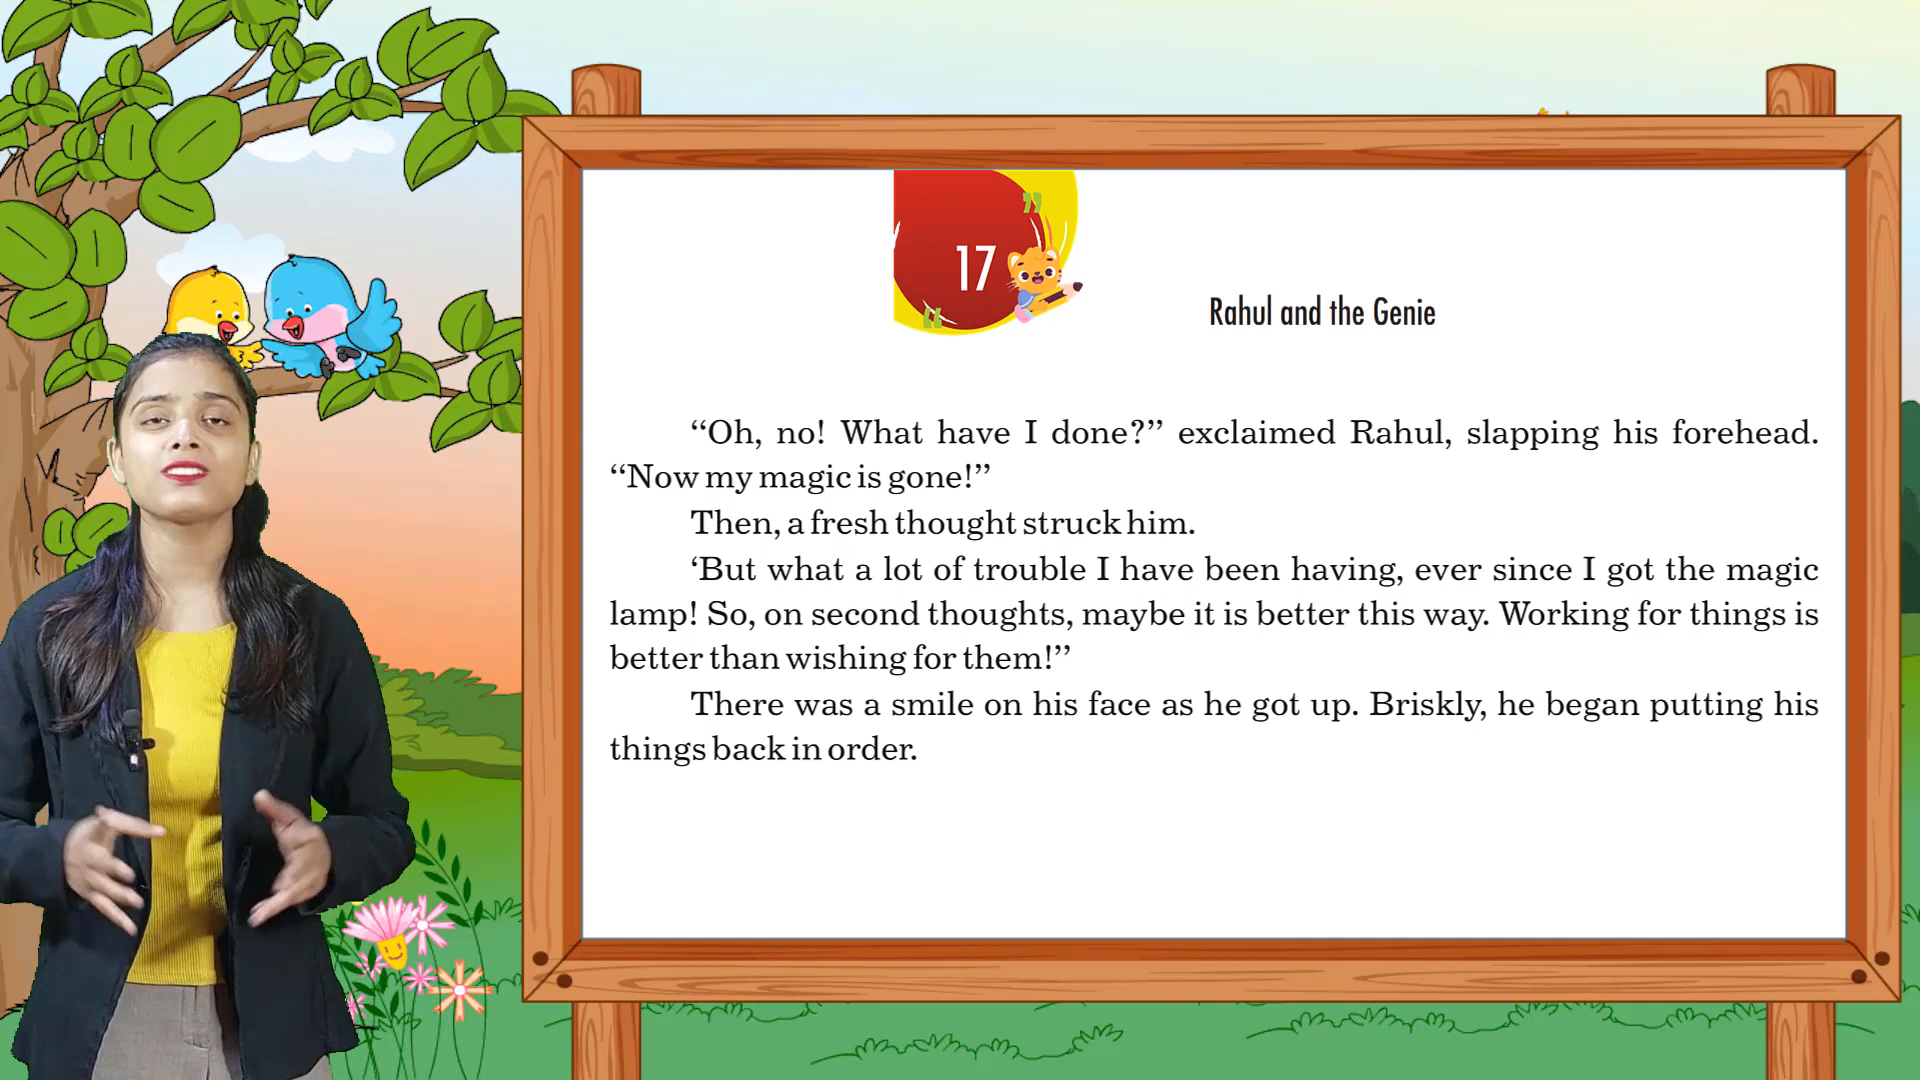 17
Rahul and the Genie
“Oh, no! What have I done?” exclaimed Rahul, slapping his forehead.
“Now my magic is gone!”
Then, a fresh thought struck him.
‘But what a lot of trouble I have been having, ever since I got the magic
lamp! So, on second thoughts, maybe it is better this way. Working for things is
better than wishing for them!”
There was a smile on his face as he got up. Briskly, he began putting his
things back in order.